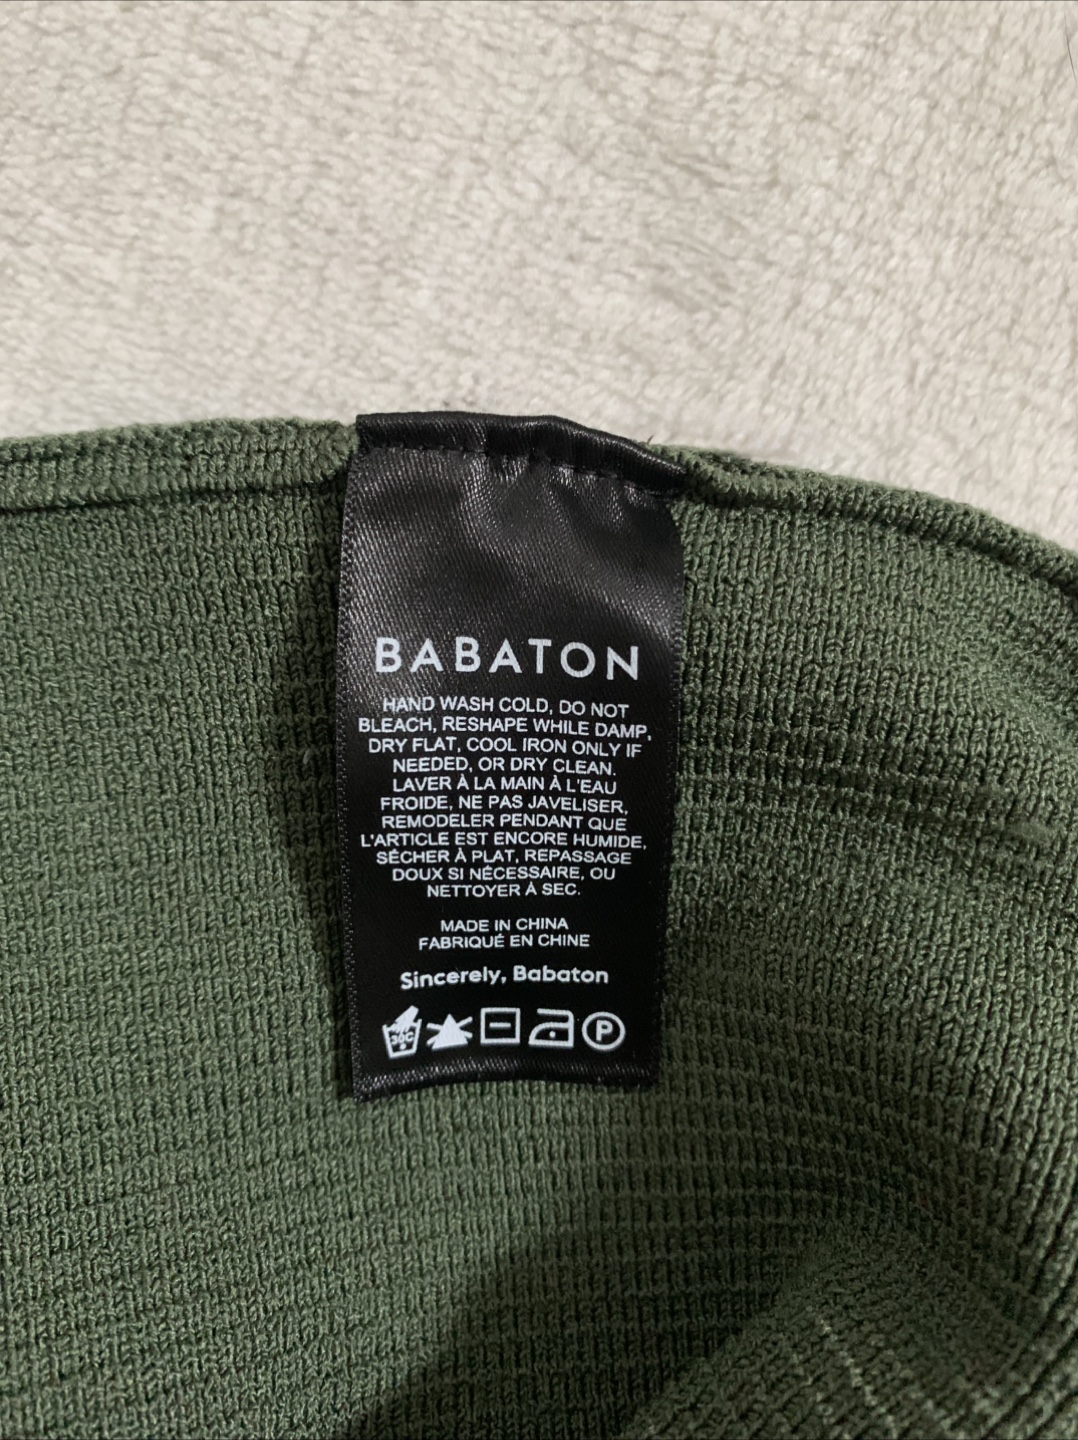 BABATON
HAND WASH COLD, DO NOT
BLEACH, RESHAPE WHILE DAMP,
DRY FLAT, COOL IRON ONLY IF
NEEDED, OR DRY CLEAN.
LAVER À LA MAIN À L'EAU
FROIDE, NE PAS JAVELISER,
REMODELER PENDANT QUE
L'ARTICLE EST ENCORE HUMIDE,
SÉCHER À PLAT, REPASSAGE
DOUX SI NÉCESSAIRE, OU
NETTOYER À SEC.
MADE IN CHINA
FABRIQUÉ EN CHINE
Sincerely, Babaton
30C P